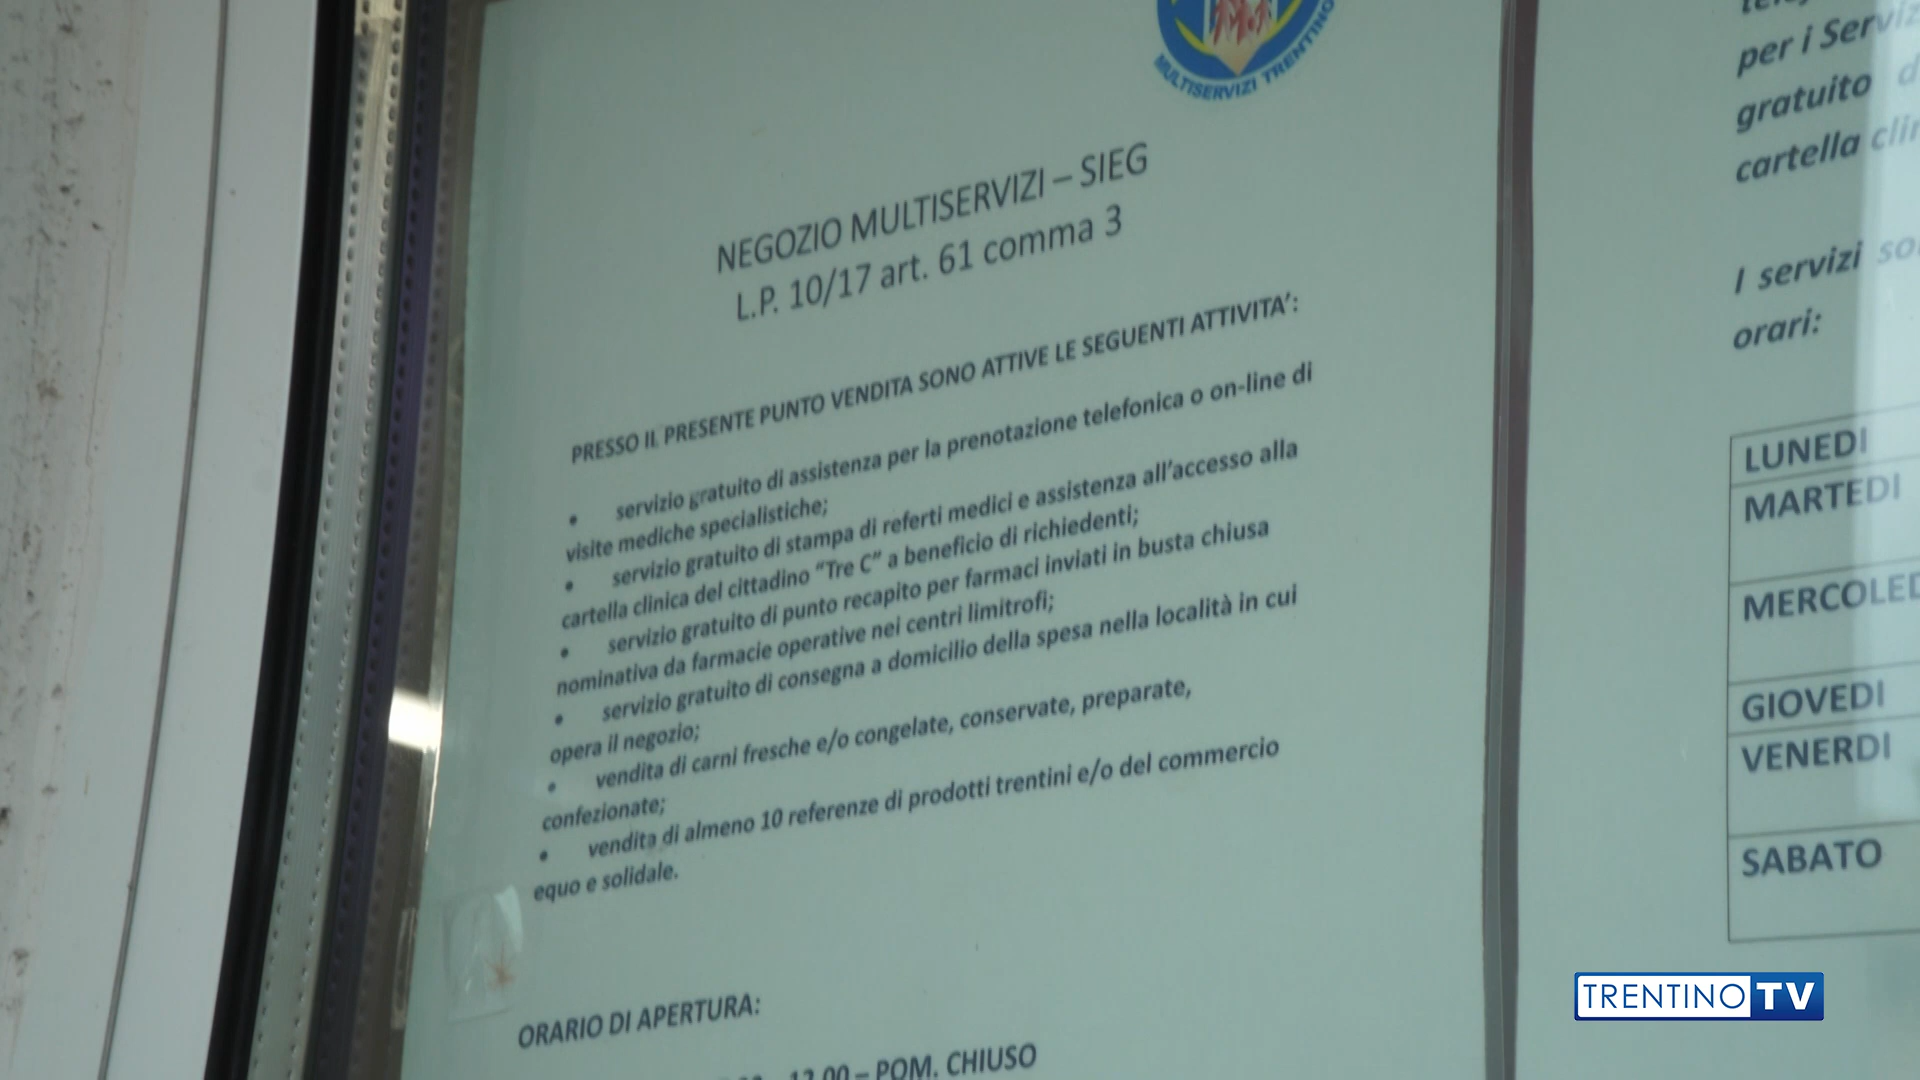 MULTISERVIZI TRENTINO
NEGOZIO MULTISERVIZI – SIEG
L.P. 10/17 art. 61 comma 3
PRESSO IL PRESENTE PUNTO VENDITA SONO ATTIVE LE SEGUENTI ATTIVITA’:
• servizio gratuito di assistenza per la prenotazione telefonica o on-line di
visite mediche specialistiche;
• servizio gratuito di stampa di referti medici e assistenza all’accesso alla
cartella clinica del cittadino “Tre C” a beneficio di richiedenti;
• servizio gratuito di punto recapito per farmaci inviati in busta chiusa
nominativa da farmacie operative nei centri limitrofi;
• servizio gratuito di consegna a domicilio della spesa nella località in cui
opera il negozio;
• vendita di carni fresche e/o congelate, conservate, preparate,
confezionate;
• vendita di almeno 10 referenze di prodotti trentini e/o del commercio
equo e solidale.
ORARIO DI APERTURA:
12.00 – POM. CHIUSO
per i Serviz
gratuito d
cartella clin
I servizi so
orari:
LUNEDI
MARTEDI
MERCOLED
GIOVEDI
VENERDI
SABATO
TRENTINO TV